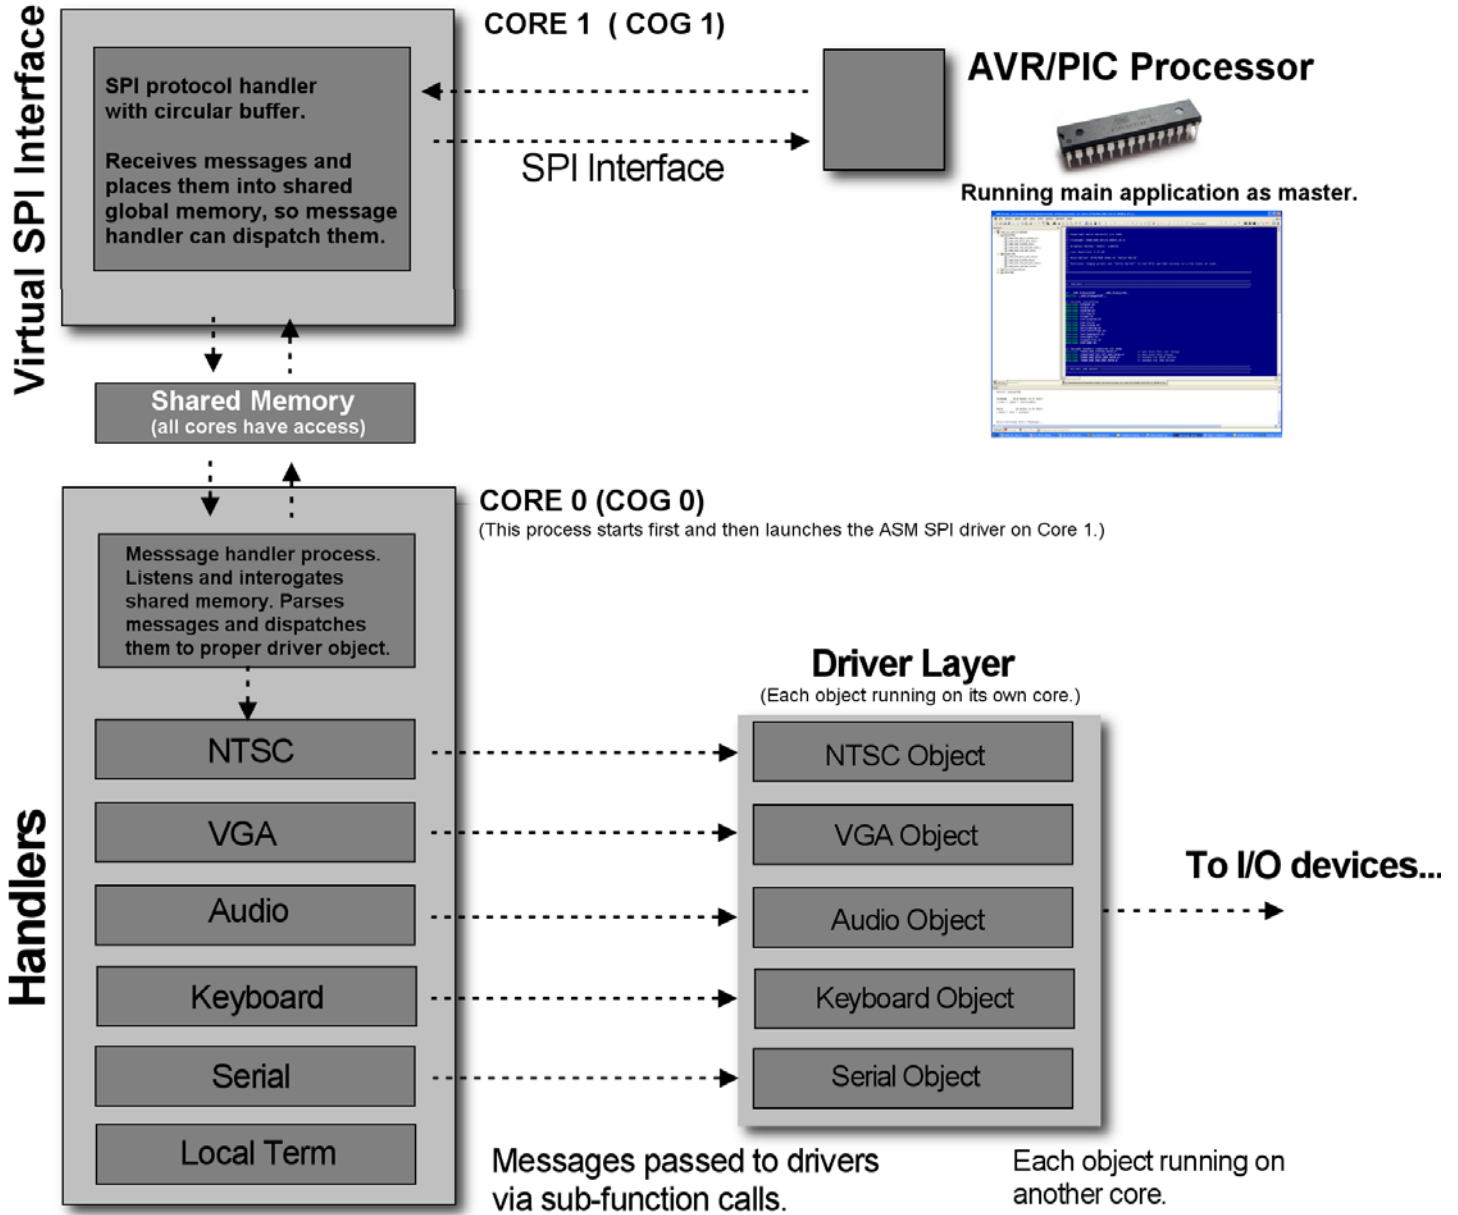 Virtual SPI Interface
CORE 1 ( COG 1)
SPI protocol handler
with circular buffer.
Receives messages and
places them into shared
global memory, so message
handler can dispatch them.
SPI Interface
AVR/PIC Processor
Running main application as master.
Shared Memory
(all cores have access)
CORE 0 (COG 0)
(This process starts first and then launches the ASM SPI driver on Core 1.)
Messsage handler process.
Listens and interogates
shared memory. Parses
messages and dispatches
them to proper driver object.
Handlers
NTSC
VGA
Audio
Keyboard
Serial
Local Term
Driver Layer
(Each object running on its own core.)
NTSC Object
VGA Object
Audio Object
Keyboard Object
Serial Object
To I/O devices...
Messages passed to drivers
via sub-function calls.
Each object running on
another core.